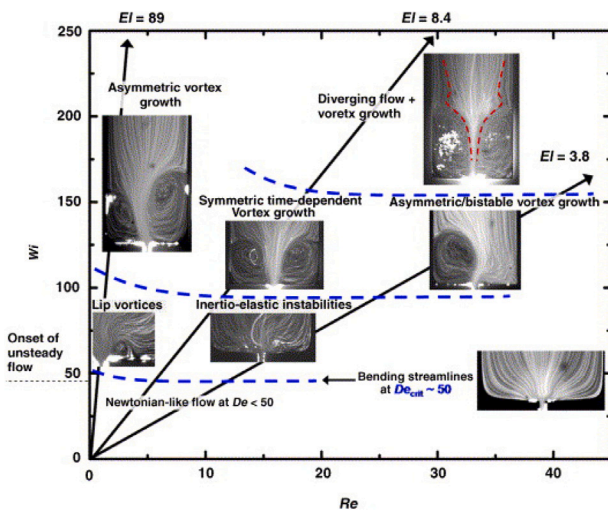 El = 89
El = 8.4
250
Asymmetric vortex
growth
Diverging flow +
voretx growth
200
El = 3.8
150
Symmetric time-dependent
Vortex growth
Asymmetric/bistable vortex growth
Wi
100
Lip vortices
Inertio-elastic instabilities
Onset of
unsteady
flow
50
Bending streamlines
at De_crit ~ 50
Newtonian-like flow at De < 50
0
0
10
20
30
40
Re